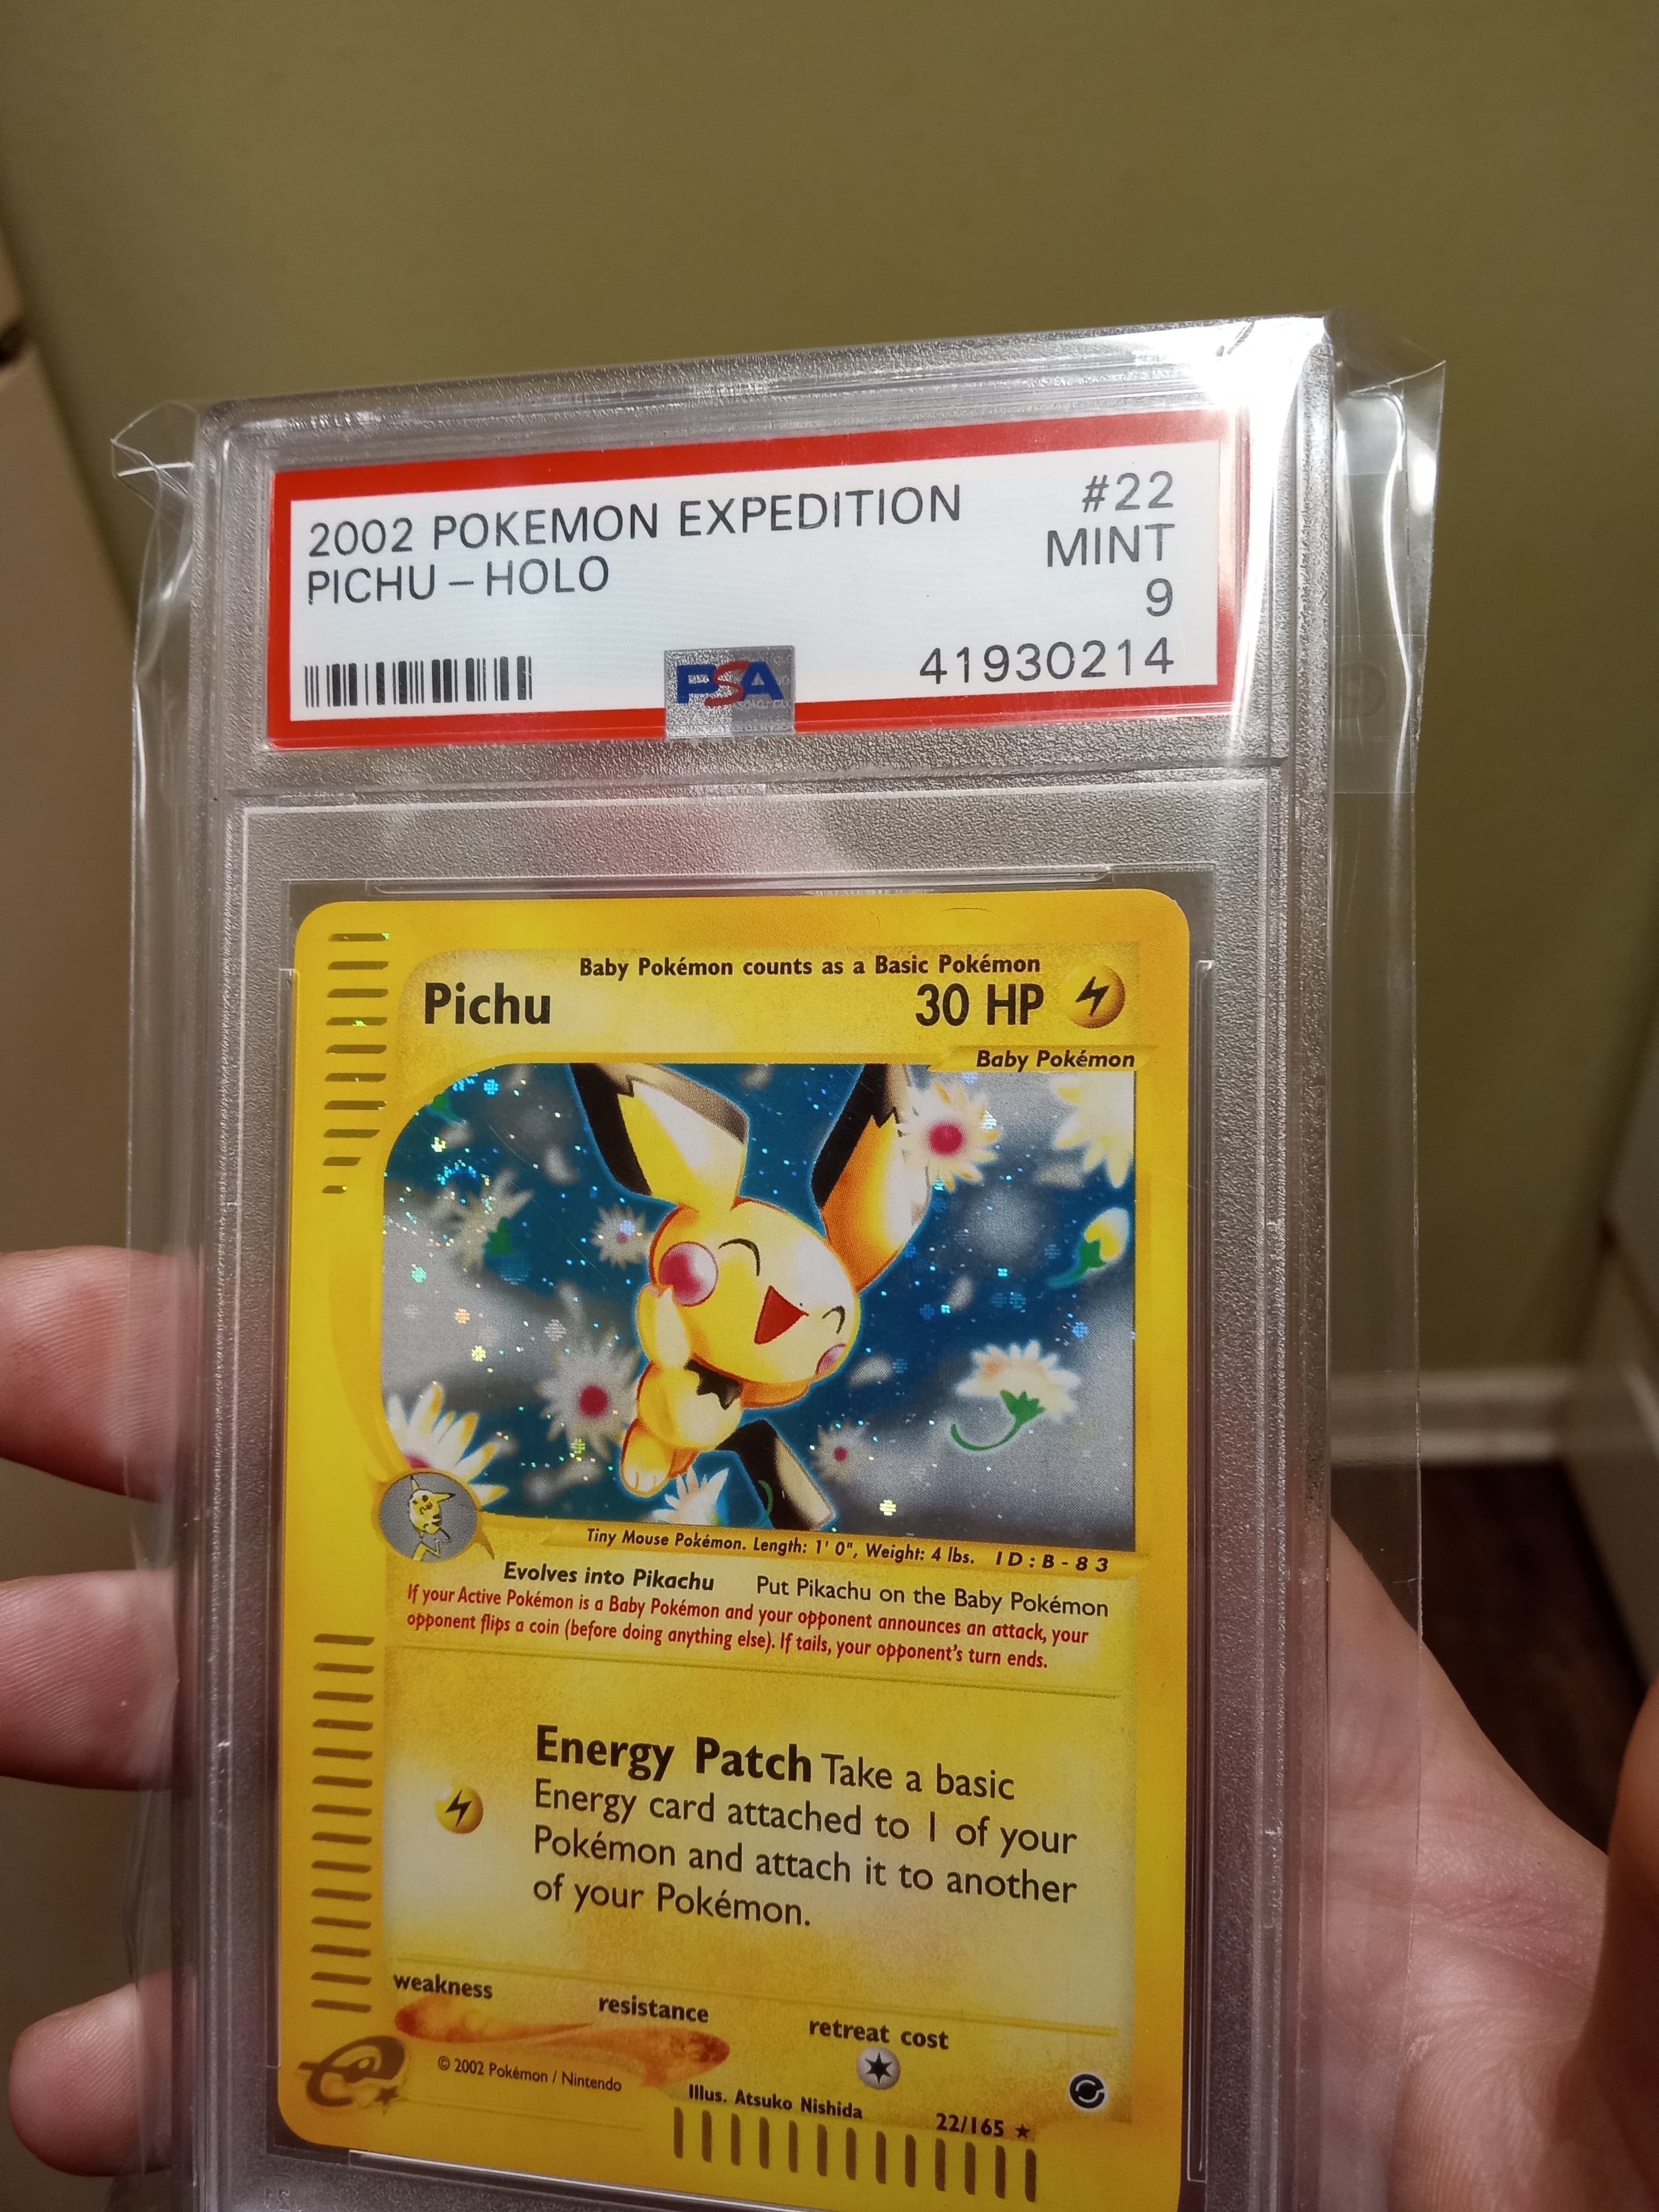 2002 POKEMON EXPEDITION #22
PICHU - HOLO MINT
9
PSA 41930214
Baby Pokémon counts as a Basic Pokémon
Pichu 30 HP
Baby Pokémon
Tiny Mouse Pokémon. Length: 1' 0", Weight: 4 lbs. ID:B-83
Evolves into Pikachu Put Pikachu on the Baby Pokémon
If your Active Pokémon is a Baby Pokémon and your opponent announces an attack, your
opponent flips a coin (before doing anything else). If tails, your opponent's turn ends.
Energy Patch Take a basic
Energy card attached to 1 of your
Pokémon and attach it to another
of your Pokémon.
weakness resistance retreat cost
e
© 2002 Pokémon / Nintendo
Illus. Atsuko Nishida 22/165 ★